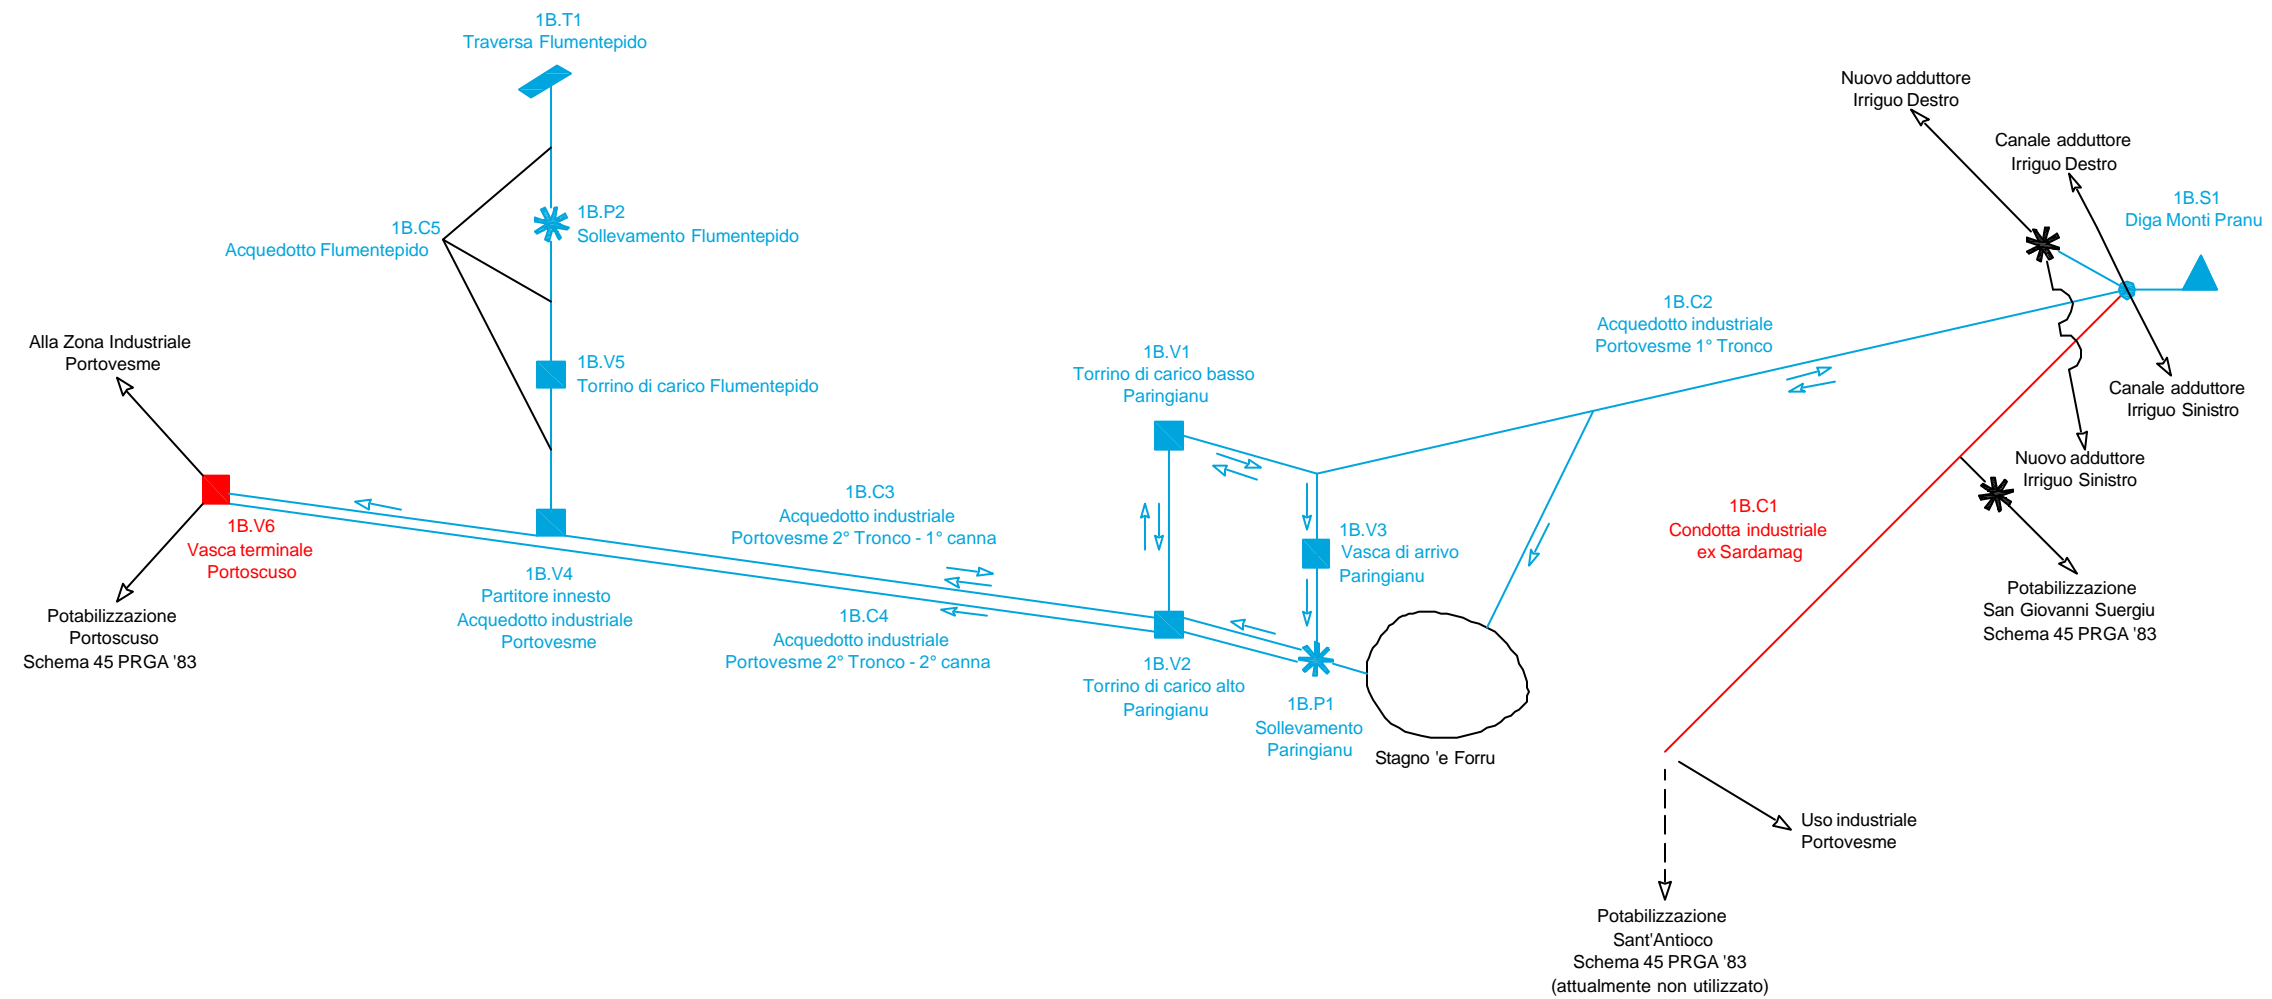 1B.T1
Traversa Flumentepido
Nuovo adduttore
Irriguo Destro
Canale adduttore
Irriguo Destro
1B.S1
Diga Monti Pranu
1B.P2
Sollevamento Flumentepido
1B.C5
Acquedotto Flumentepido
1B.C2
Acquedotto industriale
Portovesme 1° Tronco
Alla Zona Industriale
Portovesme
1B.V5
Torrino di carico Flumentepido
1B.V1
Torrino di carico basso
Paringianu
Canale adduttore
Irriguo Sinistro
Nuovo adduttore
Irriguo Sinistro
1B.V6
Vasca terminale
Portoscuso
1B.C3
Acquedotto industriale
Portovesme 2° Tronco - 1° canna
1B.V3
Vasca di arrivo
Paringianu
1B.C1
Condotta industriale
ex Sardamag
1B.V4
Partitore innesto
Acquedotto industriale
Portovesme
Potabilizzazione
Portoscuso
Schema 45 PRGA '83
1B.C4
Acquedotto industriale
Portovesme 2° Tronco - 2° canna
Potabilizzazione
San Giovanni Suergiu
Schema 45 PRGA '83
1B.V2
Torrino di carico alto
Paringianu
1B.P1
Sollevamento
Paringianu
Stagno 'e Forru
Uso industriale
Portovesme
Potabilizzazione
Sant'Antioco
Schema 45 PRGA '83
(attualmente non utilizzato)